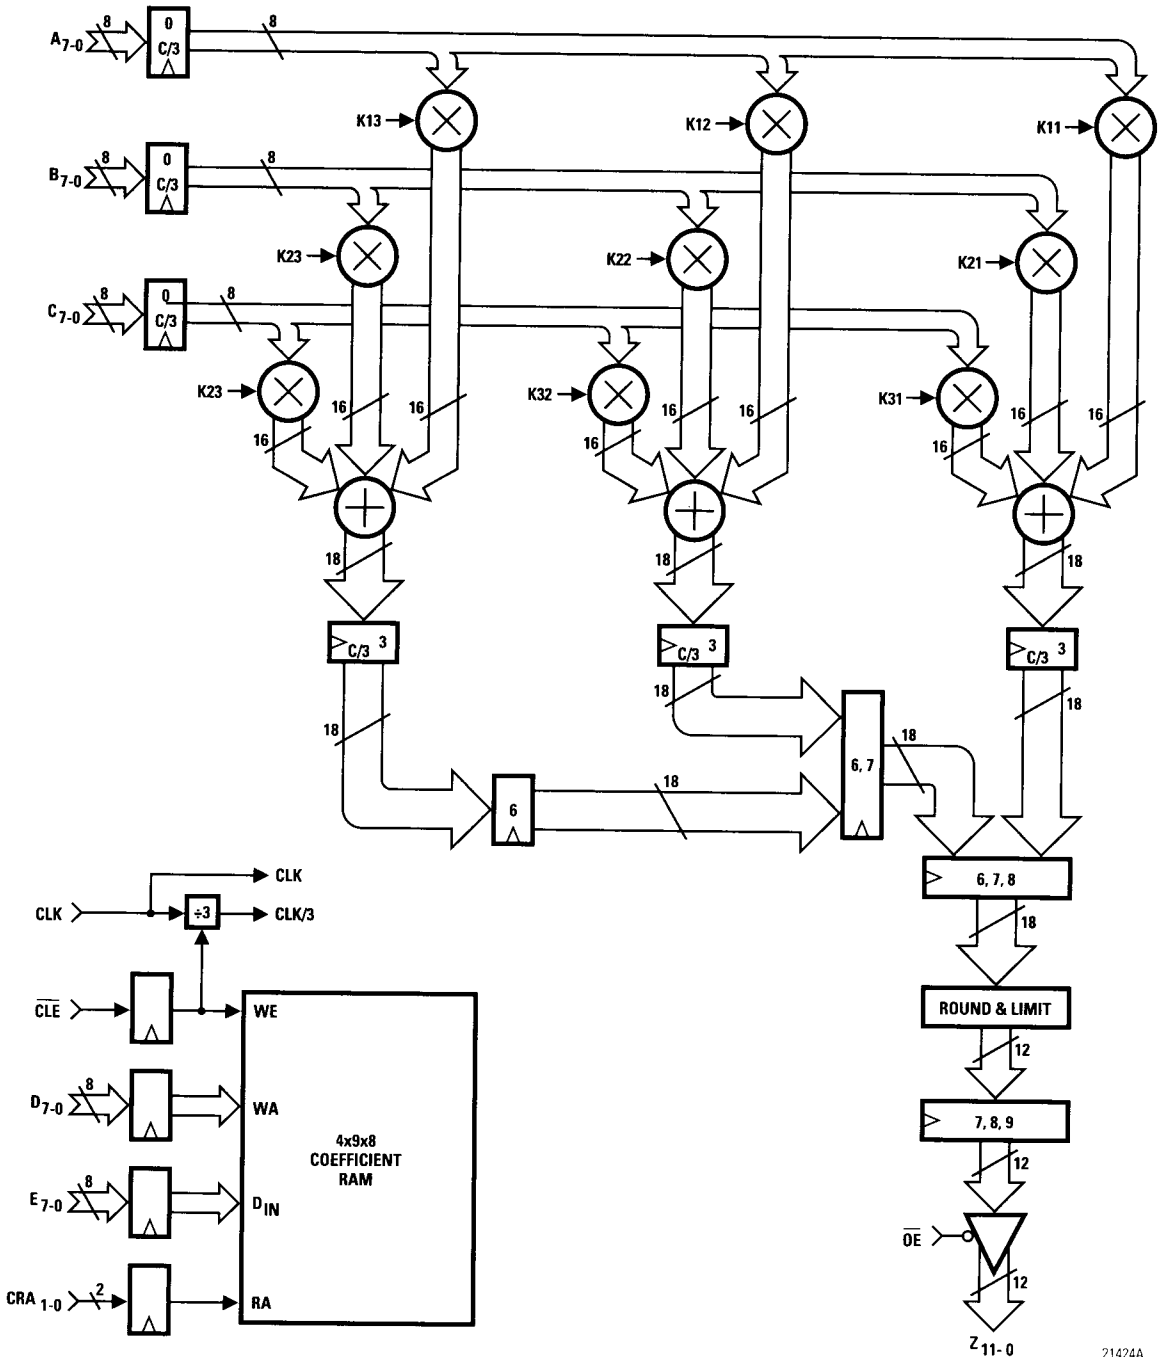 A7-0
8
0
C/3
8
K13
K12
K11
B7-0
8
0
C/3
8
K23
K22
K21
C7-0
8
0
C/3
8
K23
K32
K31
16
16
16
16
16
16
16
16
16
18
18
18
C/3 3
C/3 3
C/3 3
18
18
18
18
6, 7
18
6
6, 7, 8
CLK
CLK
÷3
CLK/3
18
CLE
WE
ROUND & LIMIT
12
D7-0
8
WA
7, 8, 9
4x9x8
COEFFICIENT
RAM
12
E7-0
8
DIN
OE
12
CRA 1-0
2
RA
Z11-0
21424A